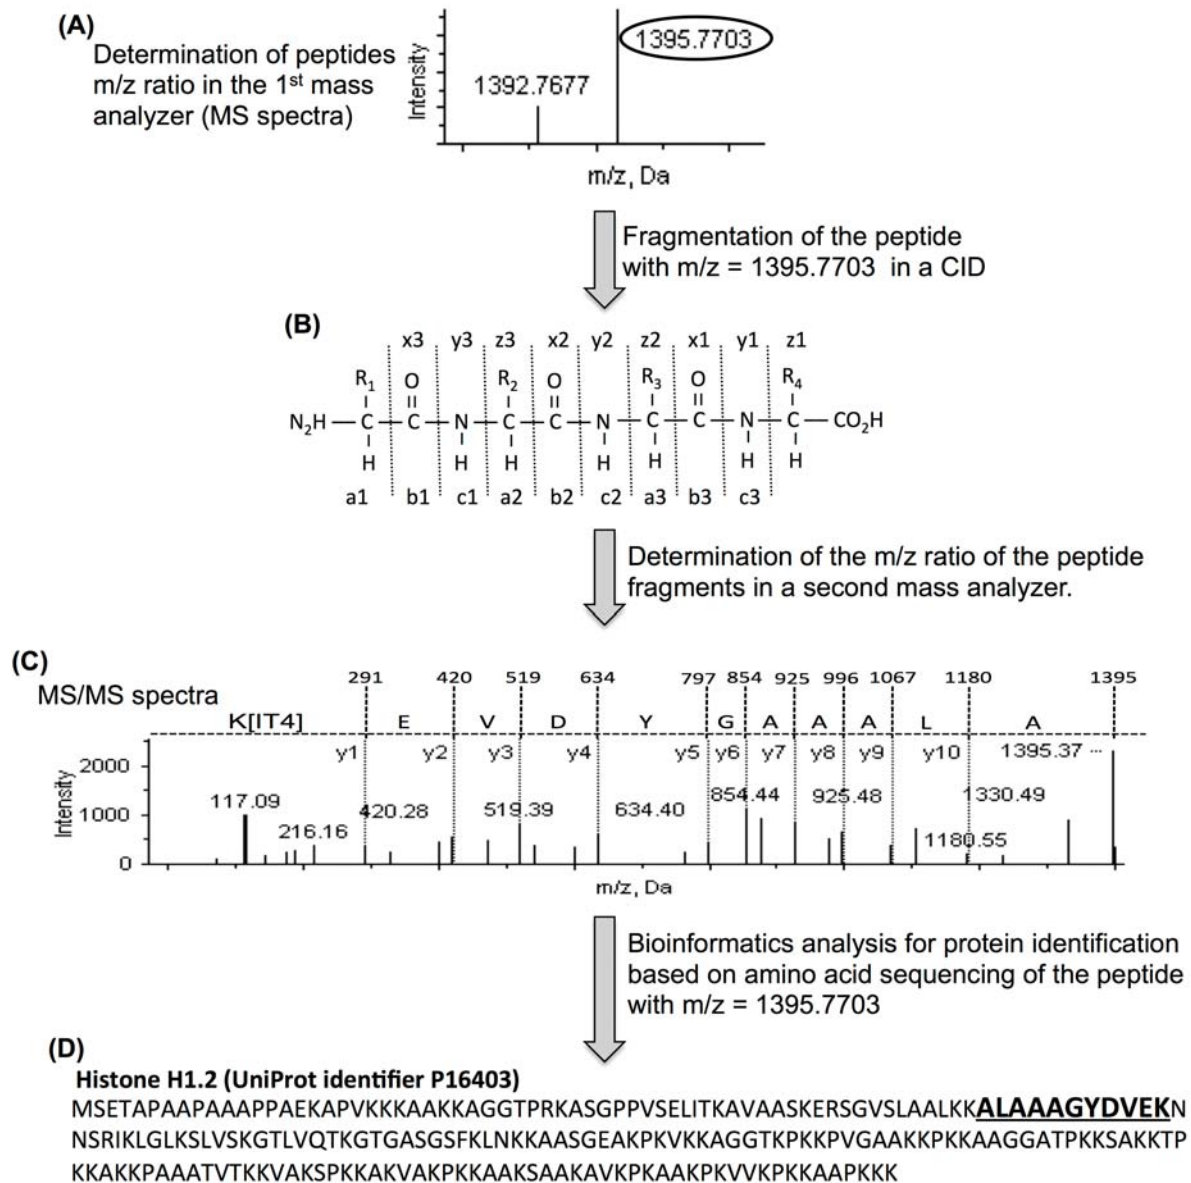 (A)
Determination of peptides
m/z ratio in the 1st mass
analyzer (MS spectra)
Intensity
1392.7677
1395.7703
m/z, Da
Fragmentation of the peptide
with m/z = 1395.7703 in a CID
(B)
x3 y3 z3 x2 y2 z2 x1 y1 z1
R1 O R2 O R3 O R4
N2H C C N C C N C C N C CO2H
H H H H H H H
a1 b1 c1 a2 b2 c2 a3 b3 c3
Determination of the m/z ratio of the peptide
fragments in a second mass analyzer.
(C)
MS/MS spectra
291 420 519 634 797 854 925 996 1067 1180 1395
K[IT4] E V D Y G A A A L A
y1 y2 y3 y4 y5 y6 y7 y8 y9 y10 1395.37 ...
Intensity
2000
1000
0
117.09 216.16 420.28 519.39 634.40 854.44 925.48 1180.55 1330.49
m/z, Da
Bioinformatics analysis for protein identification
based on amino acid sequencing of the peptide
with m/z = 1395.7703
(D)
Histone H1.2 (UniProt identifier P16403)
MSETAPAAPAAAPPAEKAPVKKKAAKKAGGTPRKASGPPVSELITKAVAASKERSGVSLAALKKALAAAGYDVEKN
NSRIKLGLKSLVSKGTLVQTKGTGASGSFKLNKKAASGEAKPKVKKAGGTKPKKPVGAAKKPKKAAGGATPKKSAKKTP
KKAKKPAAATVTKKVAKSPKKAKVAKPKKAAKSAAKAVKPKAAKPKVVKPKKAAPKKK